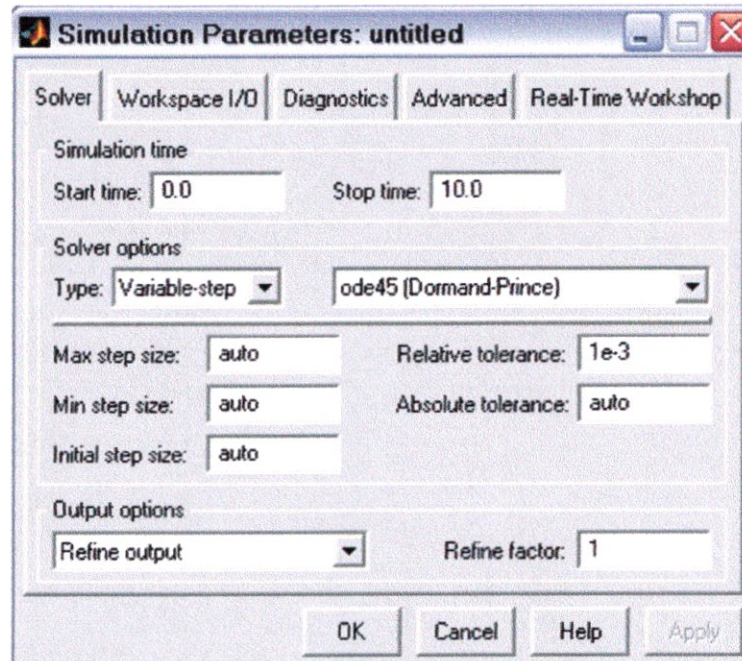 Simulation Parameters: untitled
Solver Workspace I/O Diagnostics Advanced Real-Time Workshop
Simulation time
Start time: 0.0 Stop time: 10.0
Solver options
Type: Variable-step ode45 (Dormand-Prince)
Max step size: auto Relative tolerance: 1e-3
Min step size: auto Absolute tolerance: auto
Initial step size: auto
Output options
Refine output Refine factor: 1
OK Cancel Help Apply